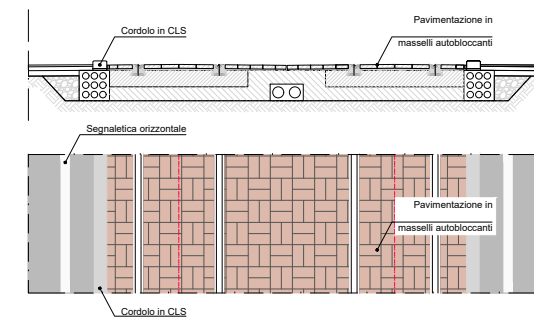 Pavimentazione in
masselli autobloccanti
Cordolo in CLS
Segnaletica orizzontale
Pavimentazione in
masselli autobloccanti
Cordolo in CLS